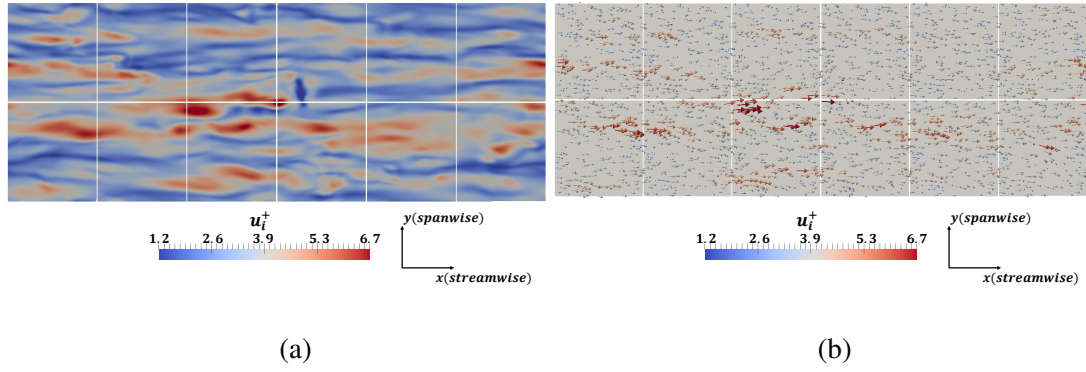 u_i^+
1.2 2.6 3.9 5.3 6.7
y(spanwise)
x(streamwise)
(a)
u_i^+
1.2 2.6 3.9 5.3 6.7
y(spanwise)
x(streamwise)
(b)